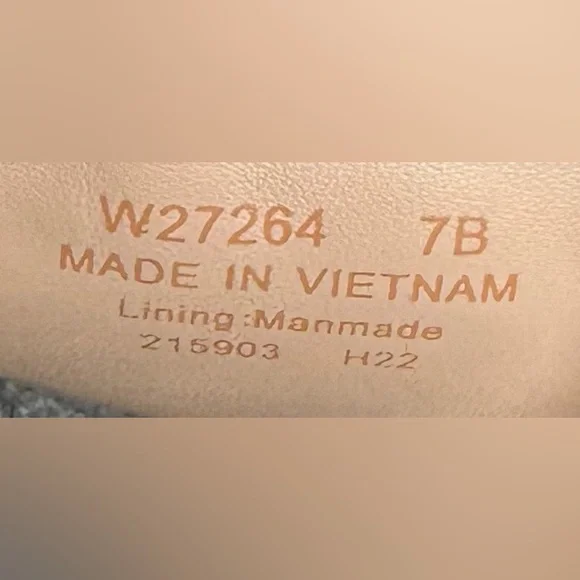 W27264 7B
MADE IN VIETNAM
Lining:Manmade
215903 H22